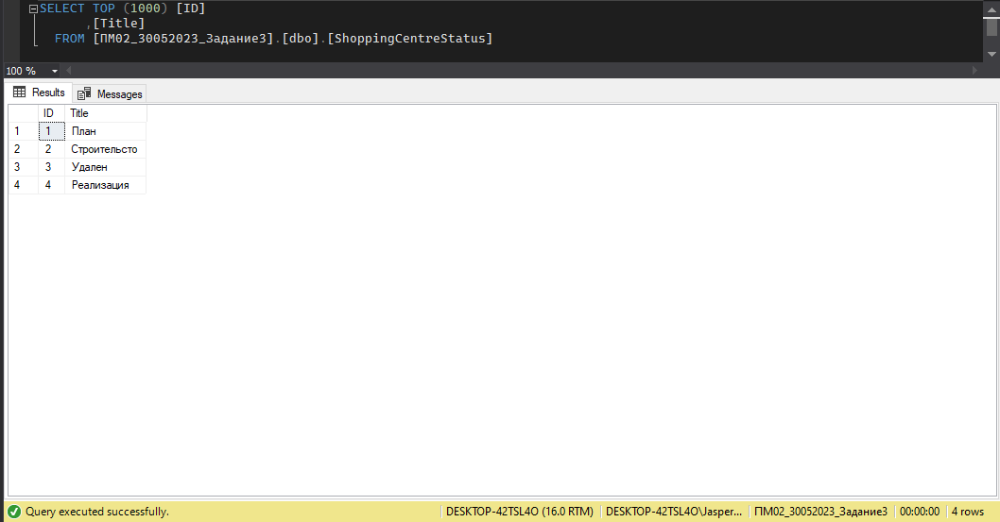 SELECT TOP (1000) [ID]
,[Title]
FROM [ПМ02_30052023_Задание3].[dbo].[ShoppingCentreStatus]
100 %
Results Messages
ID Title
1 1 План
2 2 Строительсто
3 3 Удален
4 4 Реализация
Query executed successfully. DESKTOP-42TSL4O (16.0 RTM) DESKTOP-42TSL4O\Jasper... ПМ02_30052023_Задание3 00:00:00 4 rows